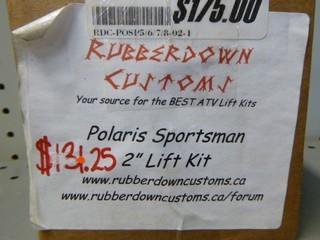 $175.00
RDC-POSP5/6/7/8-02-1
RUBBERDOWN
CUSTOMS
Your source for the BEST ATV Lift Kits
Polaris Sportsman
$131.25
2" Lift Kit
www.rubberdowncustoms.ca
www.rubberdowncustoms.ca/forum